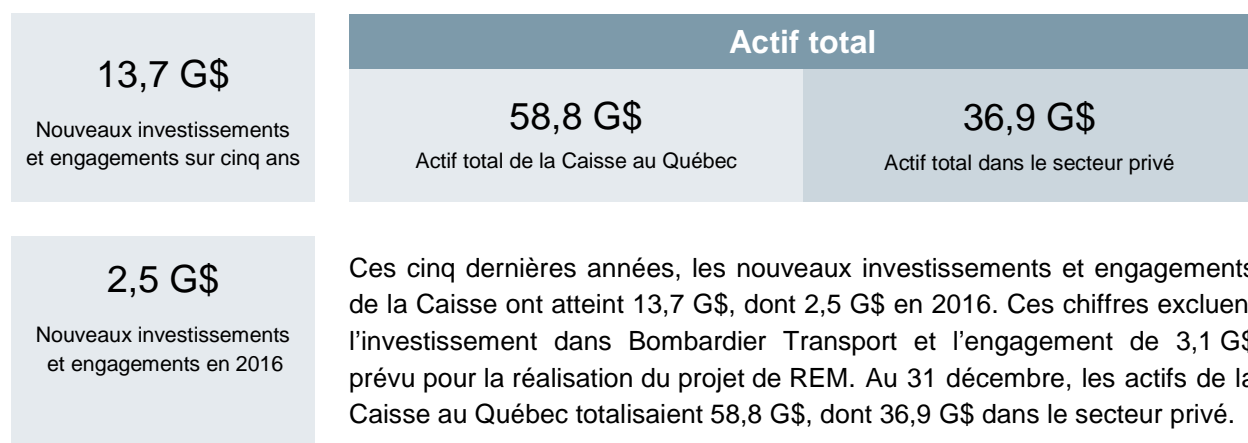 13,7 G$
Nouveaux investissements
et engagements sur cinq ans
Actif total
58,8 G$
Actif total de la Caisse au Québec
36,9 G$
Actif total dans le secteur privé
2,5 G$
Nouveaux investissements
et engagements en 2016
Ces cinq dernières années, les nouveaux investissements et engagements
de la Caisse ont atteint 13,7 G$, dont 2,5 G$ en 2016. Ces chiffres excluen
l’investissement dans Bombardier Transport et l’engagement de 3,1 G$
prévu pour la réalisation du projet de REM. Au 31 décembre, les actifs de la
Caisse au Québec totalisaient 58,8 G$, dont 36,9 G$ dans le secteur privé.